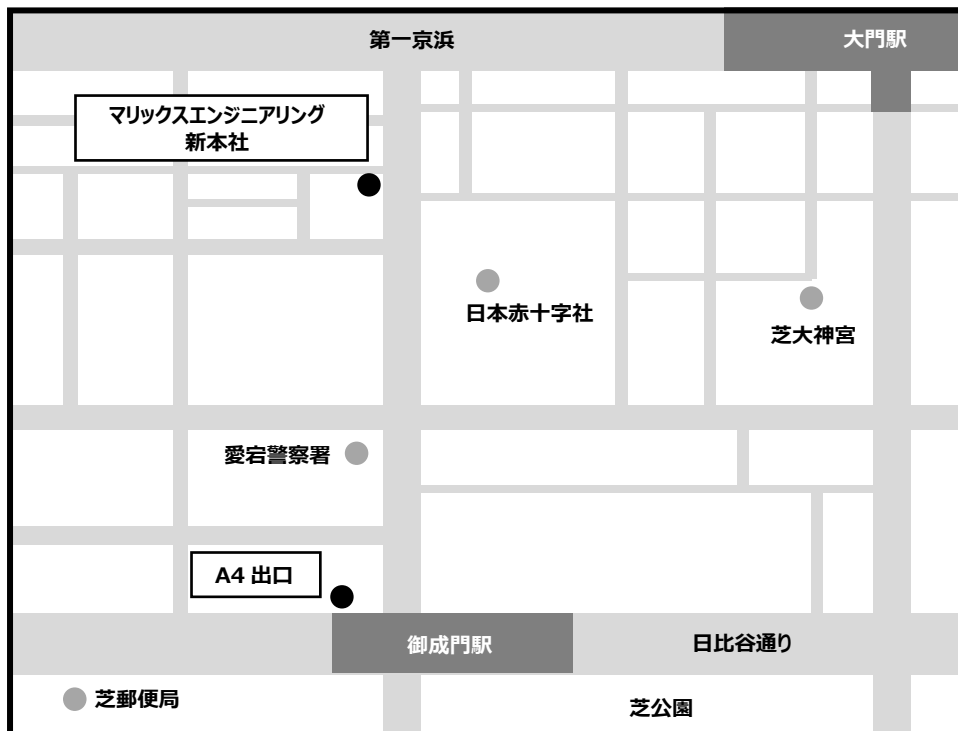 第一京浜
大門駅
マリックスエンジニアリング
新本社
日本赤十字社
芝大神宮
愛宕警察署
A4 出口
御成門駅
日比谷通り
芝郵便局
芝公園